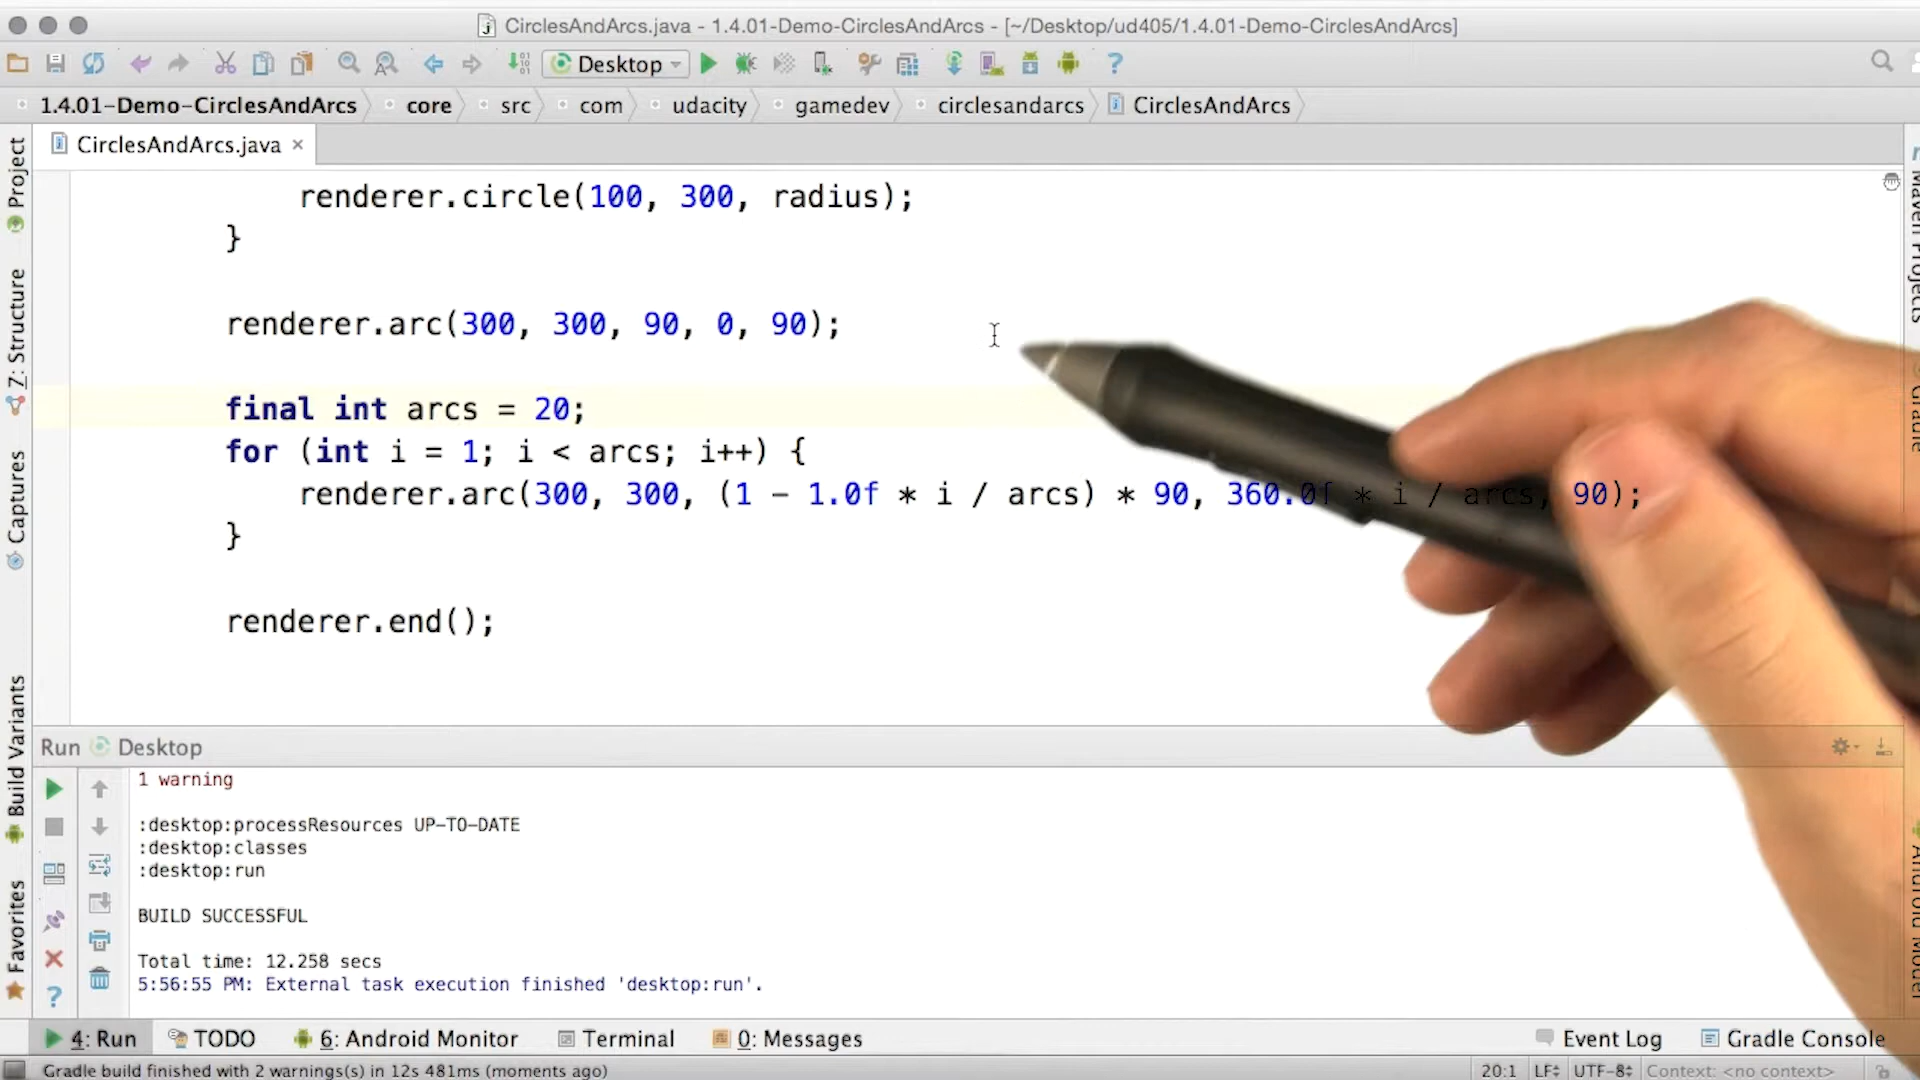 CirclesAndArcs.java - 1.4.01-Demo-CirclesAndArcs - [~/Desktop/ud405/1.4.01-Demo-CirclesAndArcs]
Desktop
1.4.01-Demo-CirclesAndArcs core src com udacity gamedev circlesandarcs CirclesAndArcs
CirclesAndArcs.java
Project
Z: Structure
Captures
Build Variants
Favorites
Maven Projects
Gradle
Android Model
renderer.circle(100, 300, radius);
}
renderer.arc(300, 300, 90, 0, 90);
final int arcs = 20;
for (int i = 1; i < arcs; i++) {
renderer.arc(300, 300, (1 - 1.0f * i / arcs) * 90, 360.0f * i / arcs, 90);
}
renderer.end();
Run Desktop
1 warning
:desktop:processResources UP-TO-DATE
:desktop:classes
:desktop:run
BUILD SUCCESSFUL
Total time: 12.258 secs
5:56:55 PM: External task execution finished 'desktop:run'.
4: Run TODO 6: Android Monitor Terminal 0: Messages Event Log Gradle Console
Gradle build finished with 2 warnings(s) in 12s 481ms (moments ago) 20:1 LF UTF-8 Context: <no context>